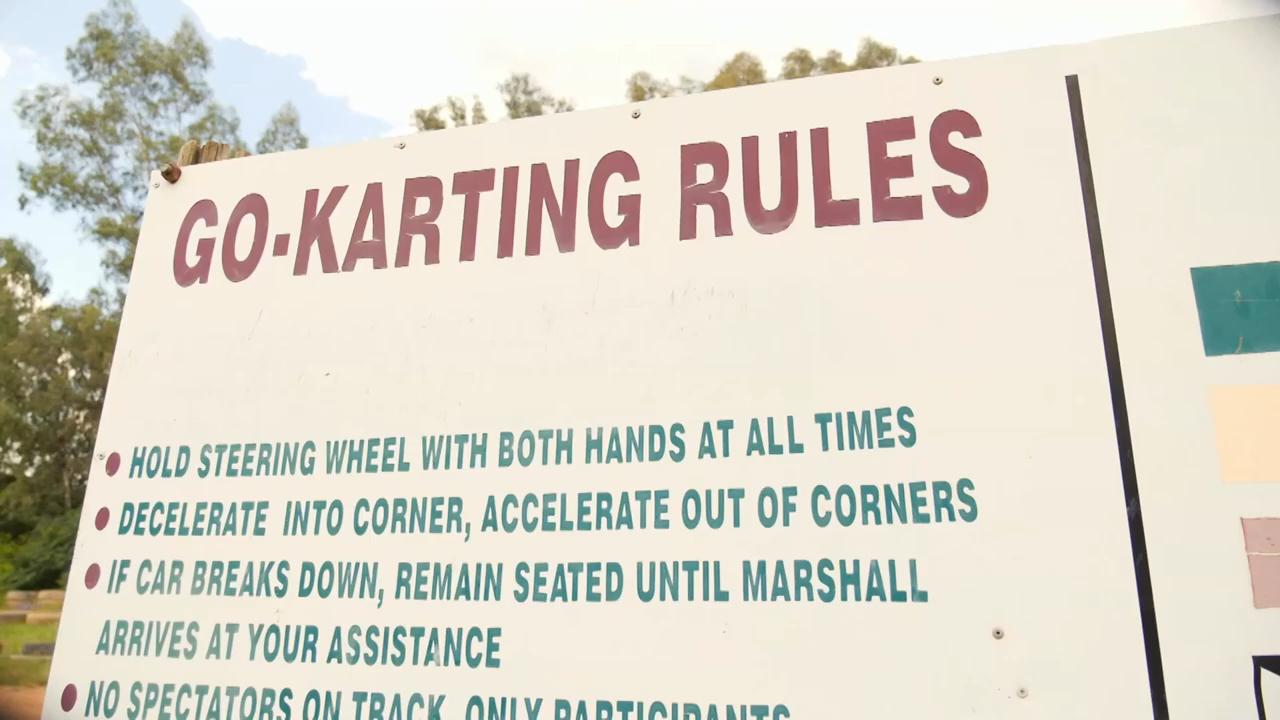 GO-KARTING RULES
• HOLD STEERING WHEEL WITH BOTH HANDS AT ALL TIMES
• DECELERATE INTO CORNER, ACCELERATE OUT OF CORNERS
• IF CAR BREAKS DOWN, REMAIN SEATED UNTIL MARSHALL
ARRIVES AT YOUR ASSISTANCE
• NO SPECTATORS ON TRACK, ONLY PARTICIPANTS